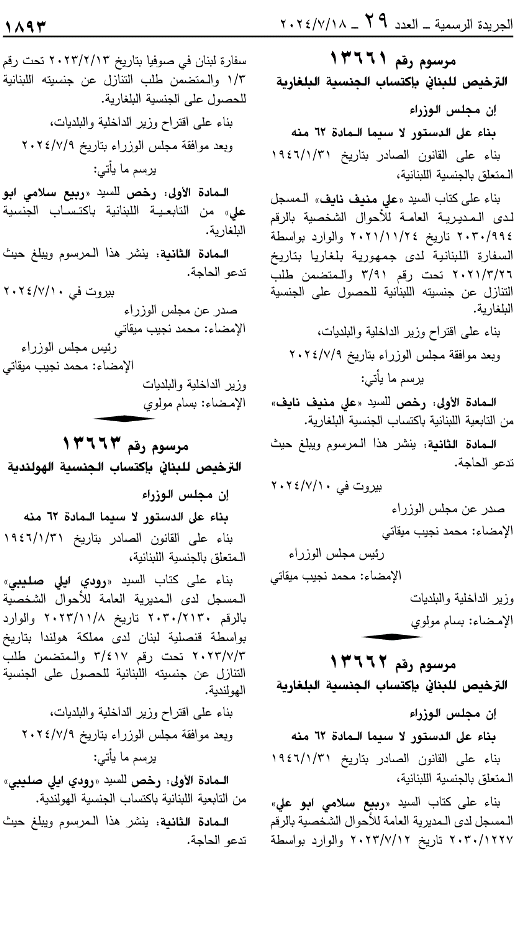 الجريدة الرسمية ــ العدد ٢٩ ــ ٢٠٢٤/٧/١٨
١٨٩٣
مرسوم رقم ١٣٦٦١
الترخيص للبناني بإكتساب الجنسية البلغارية
إن مجلس الوزراء
بناء على الدستور لا سيما المادة ٦٢ منه
بناء على القانون الصادر بتاريخ ١٩٤٦/١/٣١
المتعلق بالجنسية اللبنانية،
بناء على كتاب السيد «علي منيف نايف» المسجل
لدى المديرية العامة للأحوال الشخصية بالرقم
٢٠٣٠/٩٩٤ تاريخ ٢٠٢١/١١/٢٤ والوارد بواسطة
السفارة اللبنانية لدى جمهورية بلغاريا بتاريخ
٢٠٢١/٣/٢٦ تحت رقم ٣/٩١ والمتضمن طلب
التنازل عن جنسيته اللبنانية للحصول على الجنسية
البلغارية.
بناء على اقتراح وزير الداخلية والبلديات،
وبعد موافقة مجلس الوزراء بتاريخ ٢٠٢٤/٧/٩
يرسم ما يأتي:
المادة الأولى: رخص للسيد «علي منيف نايف»
من التابعية اللبنانية باكتساب الجنسية البلغارية.
المادة الثانية: ينشر هذا المرسوم ويبلغ حيث
تدعو الحاجة.
بيروت في ٢٠٢٤/٧/١٠
صدر عن مجلس الوزراء
الإمضاء: محمد نجيب ميقاتي
رئيس مجلس الوزراء
الإمضاء: محمد نجيب ميقاتي
وزير الداخلية والبلديات
الإمضاء: بسام مولوي
مرسوم رقم ١٣٦٦٢
الترخيص للبناني بإكتساب الجنسية البلغارية
إن مجلس الوزراء
بناء على الدستور لا سيما المادة ٦٢ منه
بناء على القانون الصادر بتاريخ ١٩٤٦/١/٣١
المتعلق بالجنسية اللبنانية،
بناء على كتاب السيد «ربيع سلامي ابو علي»
المسجل لدى المديرية العامة للأحوال الشخصية بالرقم
٢٠٣٠/١٢٢٧ تاريخ ٢٠٢٣/٧/١٢ والوارد بواسطة
سفارة لبنان في صوفيا بتاريخ ٢٠٢٣/٢/١٣ تحت رقم
١/٣ والمتضمن طلب التنازل عن جنسيته اللبنانية
للحصول على الجنسية البلغارية.
بناء على اقتراح وزير الداخلية والبلديات،
وبعد موافقة مجلس الوزراء بتاريخ ٢٠٢٤/٧/٩
يرسم ما يأتي:
المادة الأولى: رخص للسيد «ربيع سلامي ابو
علي» من التابعية اللبنانية باكتساب الجنسية
البلغارية.
المادة الثانية: ينشر هذا المرسوم ويبلغ حيث
تدعو الحاجة.
بيروت في ٢٠٢٤/٧/١٠
صدر عن مجلس الوزراء
الإمضاء: محمد نجيب ميقاتي
رئيس مجلس الوزراء
الإمضاء: محمد نجيب ميقاتي
وزير الداخلية والبلديات
الإمضاء: بسام مولوي
مرسوم رقم ١٣٦٦٣
الترخيص للبناني بإكتساب الجنسية الهولندية
إن مجلس الوزراء
بناء على الدستور لا سيما المادة ٦٢ منه
بناء على القانون الصادر بتاريخ ١٩٤٦/١/٣١
المتعلق بالجنسية اللبنانية،
بناء على كتاب السيد «رودي ايلي صليبي»
المسجل لدى المديرية العامة للأحوال الشخصية
بالرقم ٢٠٣٠/٢١٣٠ تاريخ ٢٠٢٣/١١/٨ والوارد
بواسطة قنصلية لبنان لدى مملكة هولندا بتاريخ
٢٠٢٣/٧/٣ تحت رقم ٣/٤١٧ والمتضمن طلب
التنازل عن جنسيته اللبنانية للحصول على الجنسية
الهولندية.
بناء على اقتراح وزير الداخلية والبلديات،
وبعد موافقة مجلس الوزراء بتاريخ ٢٠٢٤/٧/٩
يرسم ما يأتي:
المادة الأولى: رخص للسيد «رودي ايلي صليبي»
من التابعية اللبنانية باكتساب الجنسية الهولندية.
المادة الثانية: ينشر هذا المرسوم ويبلغ حيث
تدعو الحاجة.